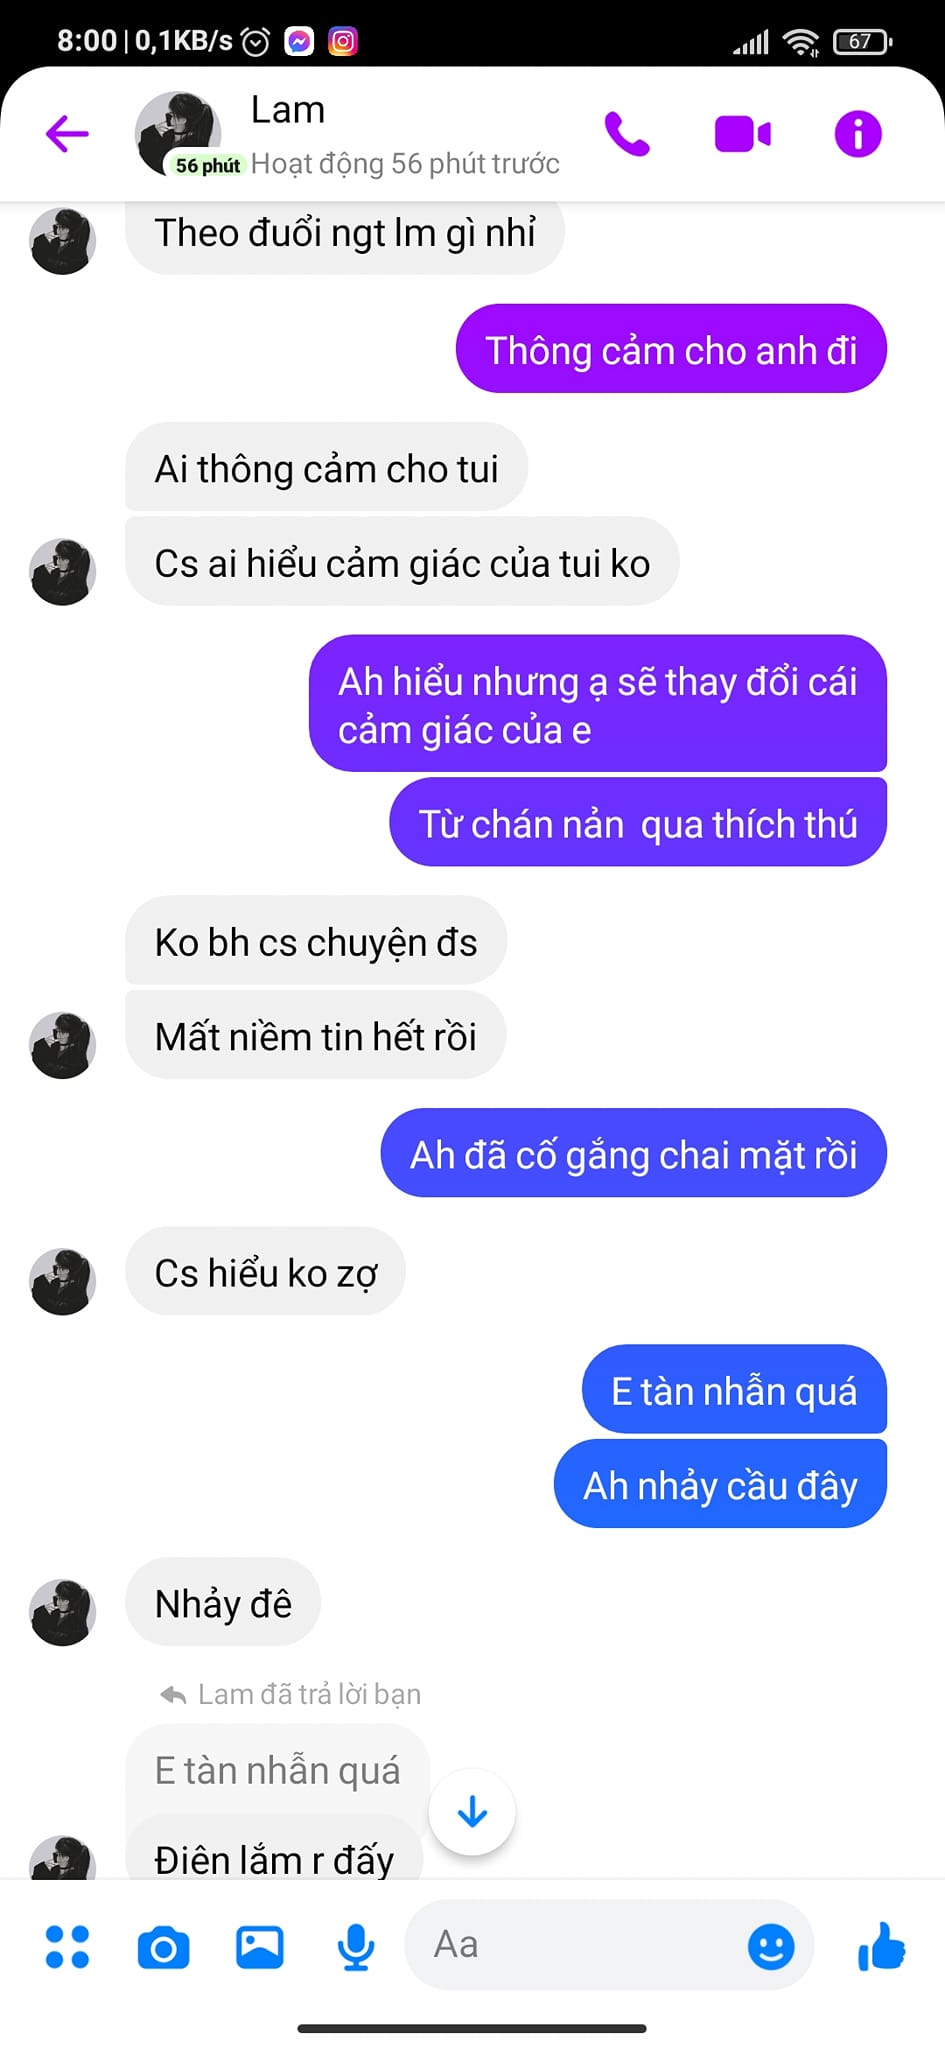 8:00 | 0,1KB/s
67
Lam
56 phút
Hoạt động 56 phút trước
Theo đuổi ngt lm gì nhỉ
Thông cảm cho anh đi
Ai thông cảm cho tui
Cs ai hiểu cảm giác của tui ko
Ah hiểu nhưng ạ sẽ thay đổi cái
cảm giác của e
Từ chán nản  qua thích thú
Ko bh cs chuyện đs
Mất niềm tin hết rồi
Ah đã cố gắng chai mặt rồi
Cs hiểu ko zợ
E tàn nhẫn quá
Ah nhảy cầu đây
Nhảy đê
Lam đã trả lời bạn
E tàn nhẫn quá
Điên lắm r đấy
Aa